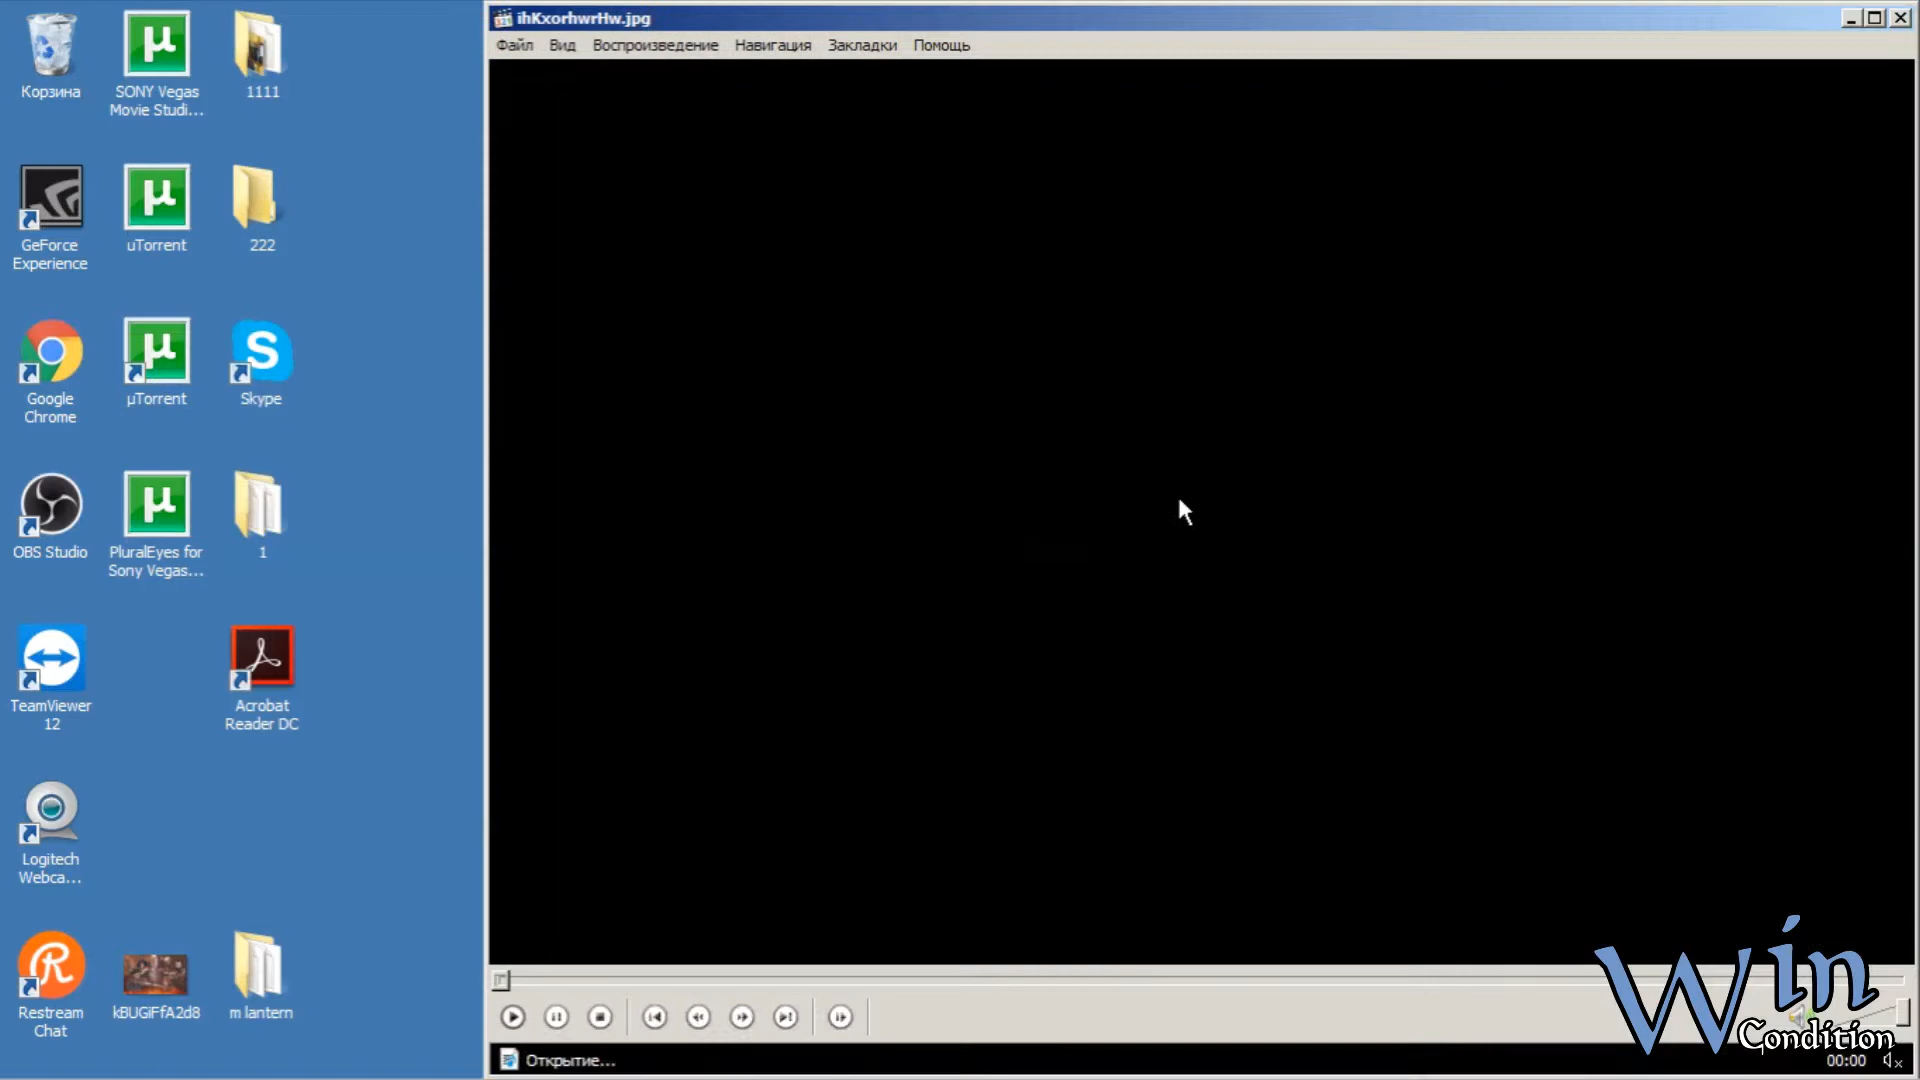 ihKxorhwrHw.jpg
Файл Вид Воспроизведение Навигация Закладки Помощь
Корзина
SONY Vegas
Movie Studi...
1111
GeForce
Experience
uTorrent
222
Google
Chrome
µTorrent
Skype
OBS Studio
PluralEyes for
Sony Vegas...
1
TeamViewer
12
Acrobat
Reader DC
Logitech
Webca...
Restream
Chat
kBUGiFfA2d8
m lantern
Открытие...
00:00
Win
Condition